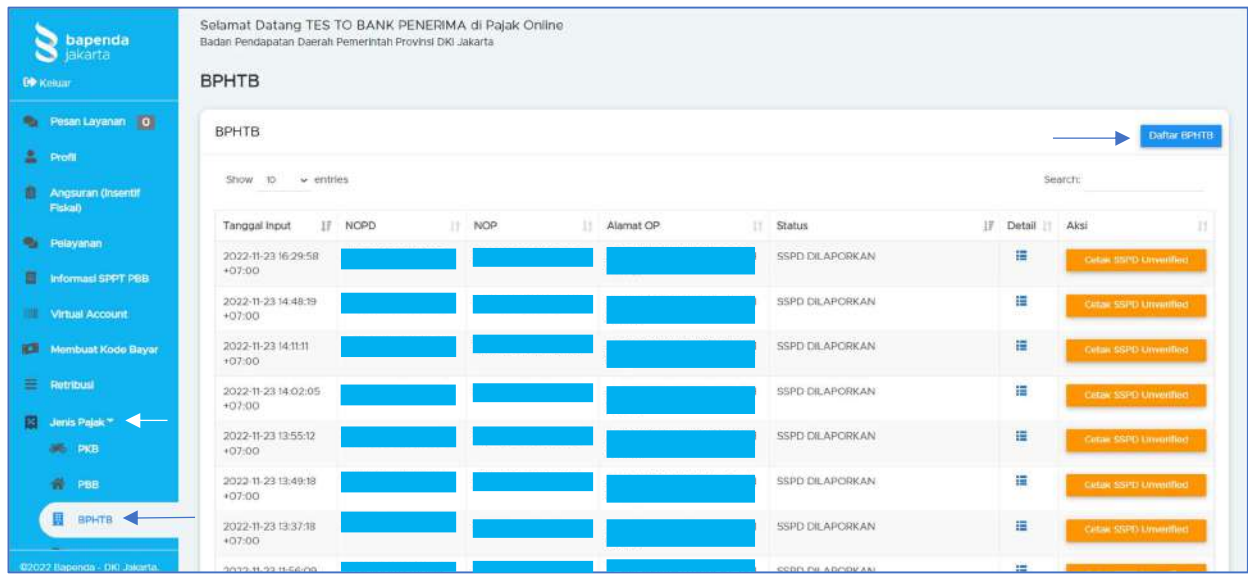 bapenda
jakarta
Keluar
Pesan Layanan 0
Profil
Angsuran (Insentif
Fiskal)
Pelayanan
Informasi SPPT PBB
Virtual Account
Membuat Kode Bayar
Retribusi
Jenis Pajak
PKB
PBB
BPHTB
©2022 Bapenda - DKI Jakarta.
Selamat Datang TES TO BANK PENERIMA di Pajak Online
Badan Pendapatan Daerah Pemerintah Provinsi DKI Jakarta
BPHTB
BPHTB
Daftar BPHTB
Show 10 entries
Search:
Tanggal Input NOPD NOP Alamat OP Status Detail Aksi
2022-11-23 16:29:58 SSPD DILAPORKAN Cetak SSPD Unverified
+07:00
2022-11-23 14:48:19 SSPD DILAPORKAN Cetak SSPD Unverified
+07:00
2022-11-23 14:11:11 SSPD DILAPORKAN Cetak SSPD Unverified
+07:00
2022-11-23 14:02:05 SSPD DILAPORKAN Cetak SSPD Unverified
+07:00
2022-11-23 13:55:12 SSPD DILAPORKAN Cetak SSPD Unverified
+07:00
2022-11-23 13:49:18 SSPD DILAPORKAN Cetak SSPD Unverified
+07:00
2022-11-23 13:37:18 SSPD DILAPORKAN Cetak SSPD Unverified
+07:00
2022-11-23 11:56:09 SSPD DILAPORKAN